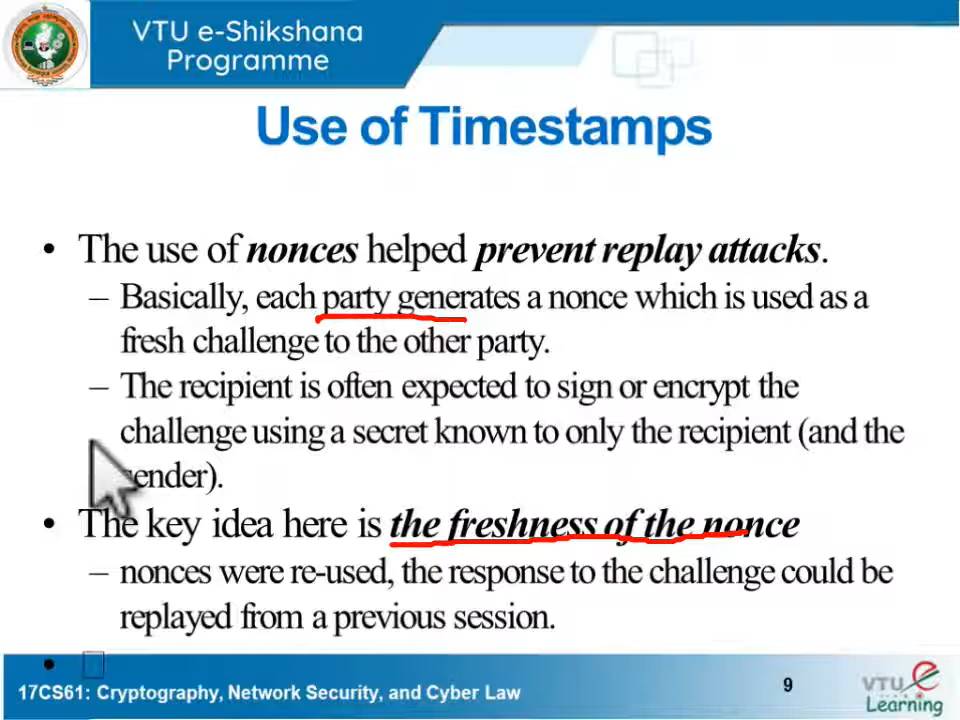 VTU e-Shikshana
Programme
Use of Timestamps
• The use of nonces helped prevent replay attacks.
– Basically, each party generates a nonce which is used as a
fresh challenge to the other party.
– The recipient is often expected to sign or encrypt the
challenge using a secret known to only the recipient (and the
sender).
• The key idea here is the freshness of the nonce
– nonces were re-used, the response to the challenge could be
replayed from a previous session.
•
17CS61: Cryptography, Network Security, and Cyber Law
9
VTU e
Learning